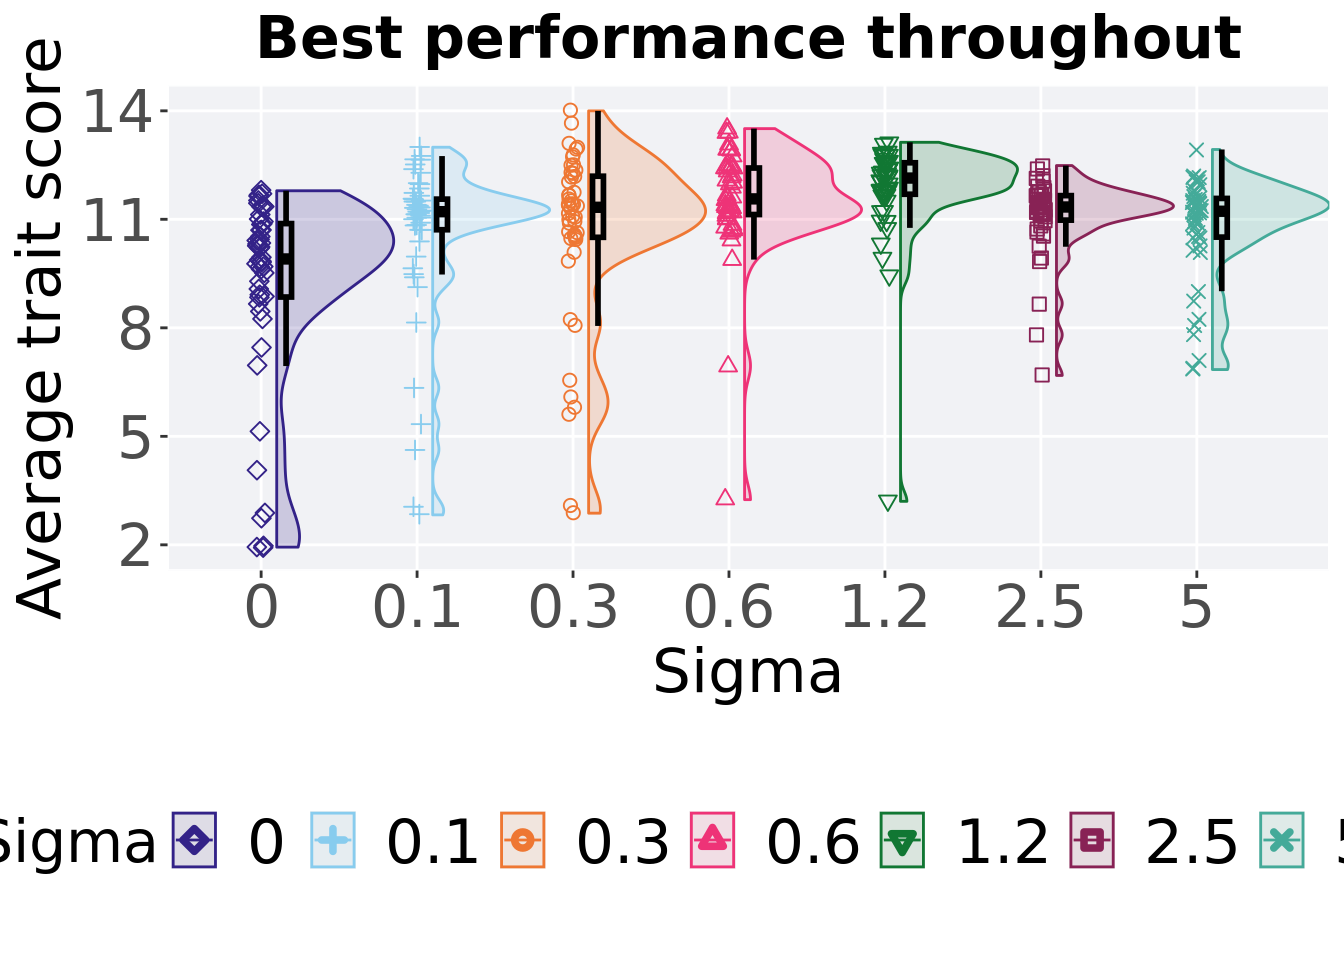 Best performance throughout
Average trait score
14
11
8
5
2
0 0.1 0.3 0.6 1.2 2.5 5
Sigma
Sigma 0 0.1 0.3 0.6 1.2 2.5 5